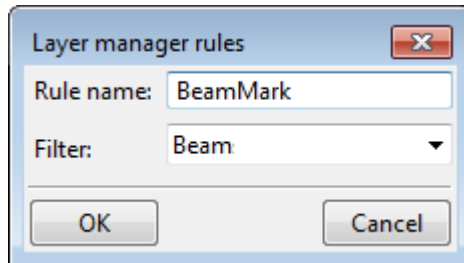 Layer manager rules
Rule name: BeamMark
Filter: Beam
OK Cancel